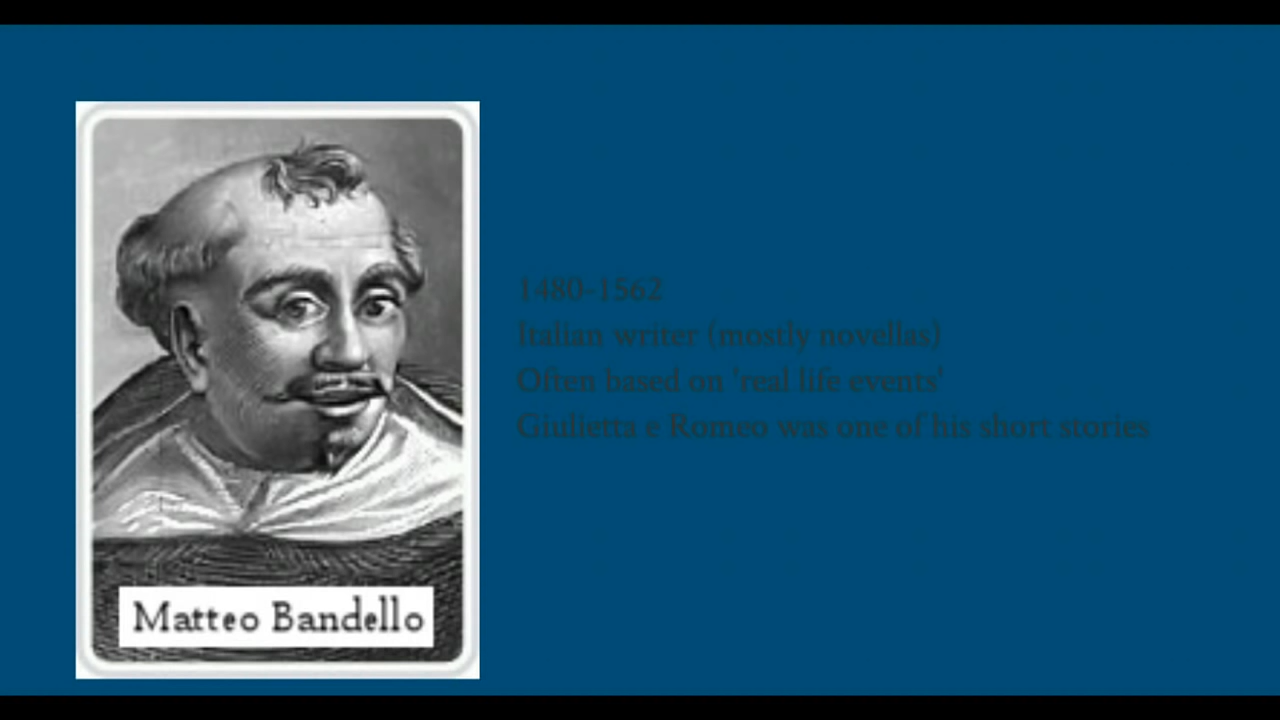 1480-1562
Italian writer (mostly novellas)
Often based on 'real life events'
Giulietta e Romeo was one of his short stories
Matteo Bandello